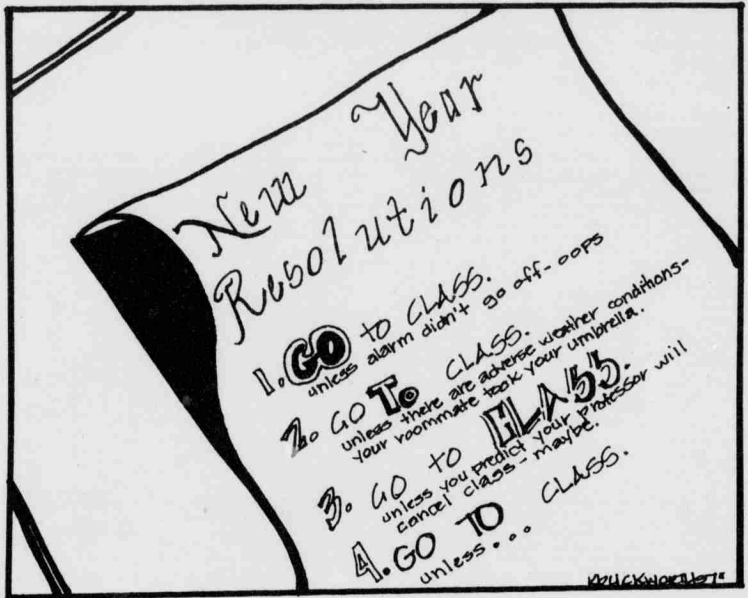 New Year
Resolutions
1. GO to CLASS.
unless alarm didn't go off-oops
2. GO To CLASS.
unless there are adverse weather conditions-
your roommate took your umbrella.
3. GO to CLASS.
unless you predict your professor will
cancel class-maybe.
4. GO TO CLASS.
unless...